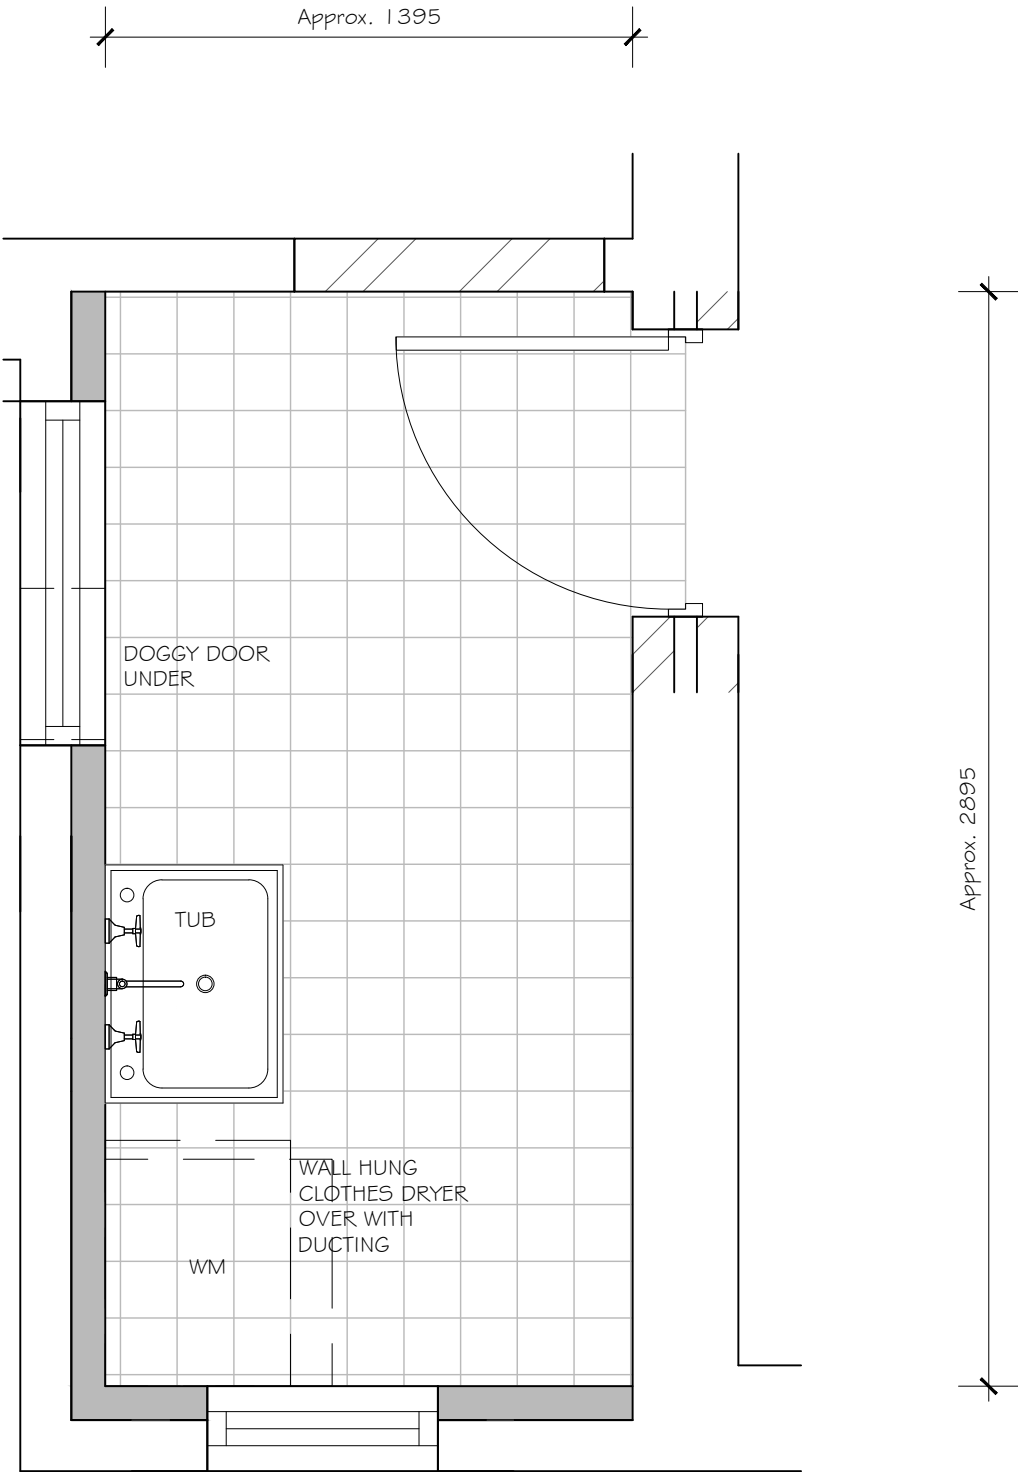 Approx. 1395
DOGGY DOOR
UNDER
Approx. 2895
TUB
WALL HUNG
CLOTHES DRYER
OVER WITH
DUCTING
WM